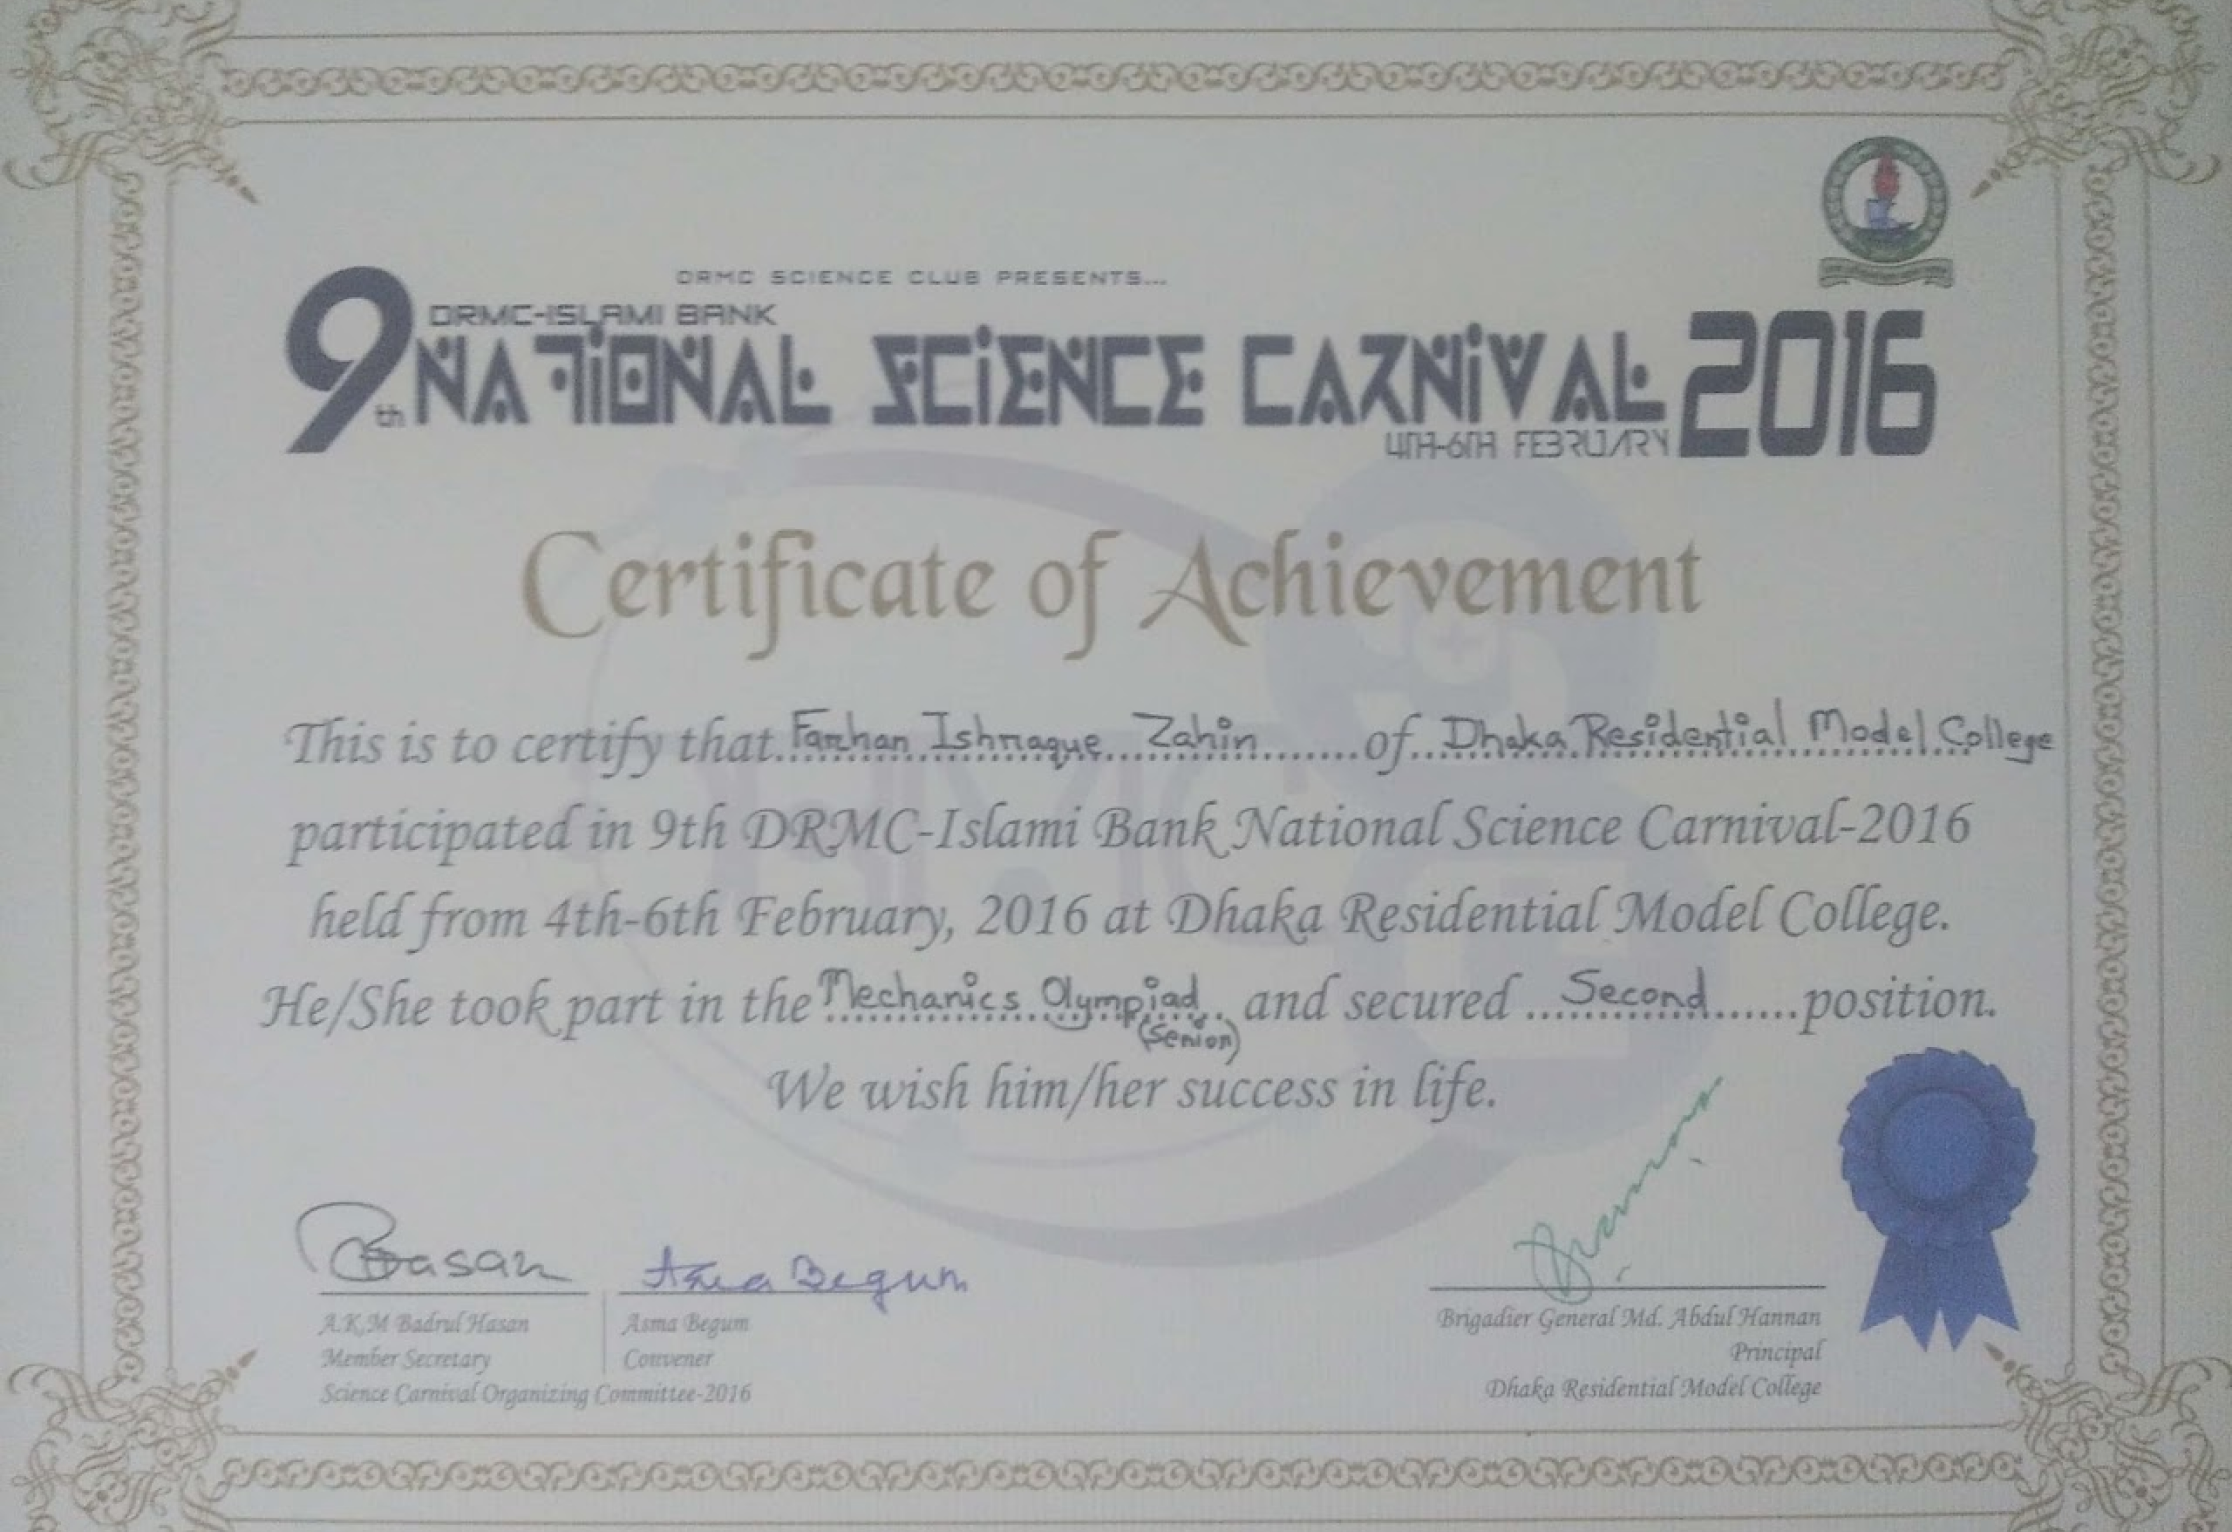 DRMC SCIENCE CLUB PRESENTS...
DRMC-ISLAMI BANK
9th NATIONAL SCIENCE CARNIVAL 2016
4TH-6TH FEBRUARY
Certificate of Achievement
This is to certify that Farhan Ishraque Zahin of Dhaka Residential Model College
participated in 9th DRMC-Islami Bank National Science Carnival-2016
held from 4th-6th February, 2016 at Dhaka Residential Model College.
He/She took part in the Mechanics Olympiad and secured Second position.
(Senior)
We wish him/her success in life.
Asma Begum
A.K.M Badrul Hasan
Member Secretary
Asma Begum
Convener
Science Carnival Organizing Committee-2016
Brigadier General Md. Abdul Hannan
Principal
Dhaka Residential Model College